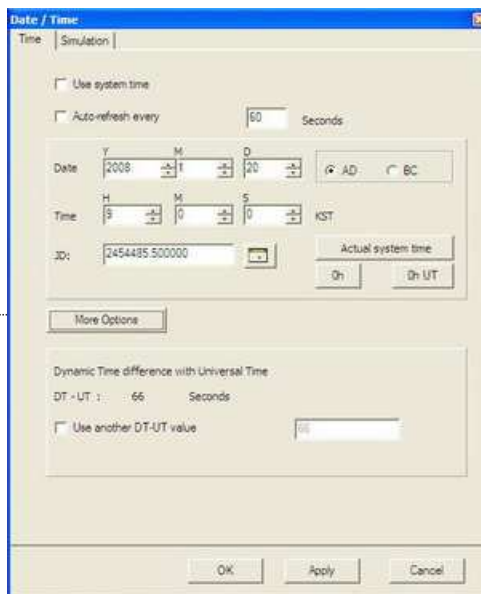 Date / Time
Time Simulation
Use system time
Auto-refresh every 60 Seconds
Y M D
Date 2008 1 20 AD BC
H M S
Time 9 0 0 KST
JD: 2454485.500000 Actual system time
0h 0h UT
More Options
Dynamic Time difference with Universal Time
DT - UT : 66 Seconds
Use another DT-UT value 66
OK Apply Cancel